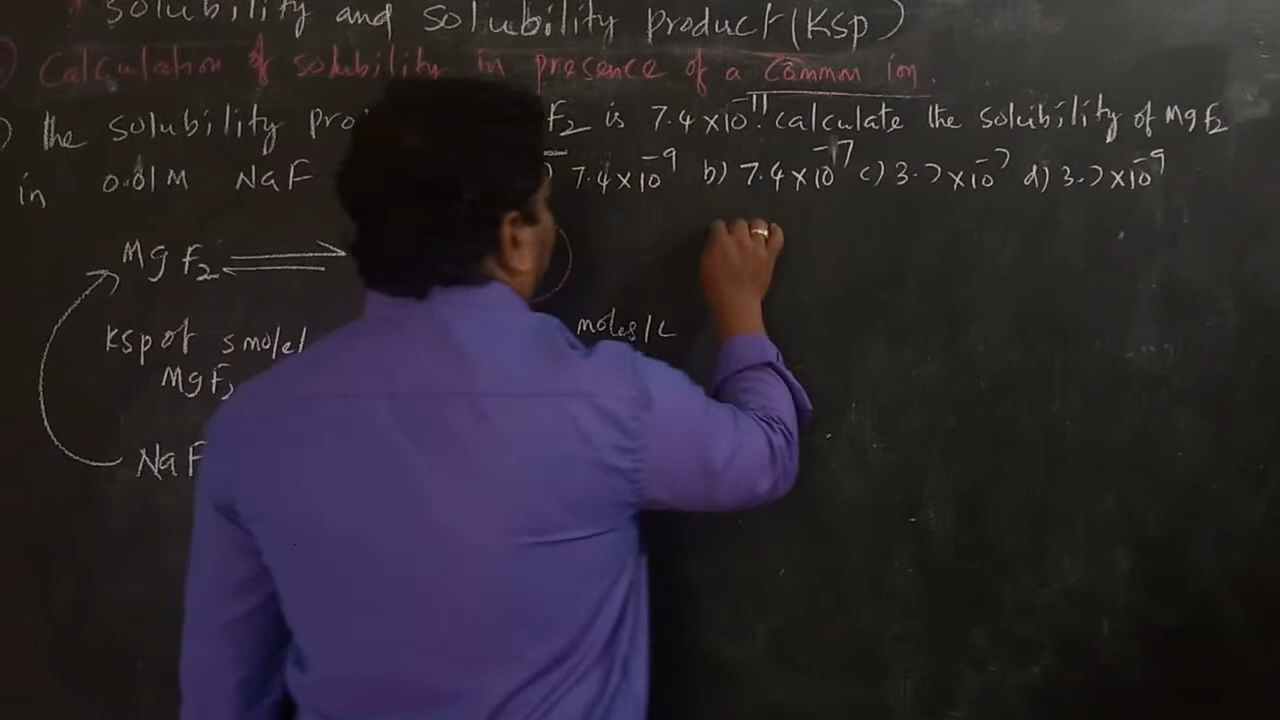 solubility and solubility product (Ksp)
Calculation of solubility in presence of a Common ion.
) the solubility F2 is 7.4×10⁻¹¹. calculate the solubility of MgF2
in 0.01M NaF ) 7.4×10⁻⁹ b) 7.4×10⁻¹⁷ c) 3.7×10⁻⁷ d) 3.7×10⁻⁹
MgF2 ⇌
Ksp of s mole/ moles/L
MgF2
NaF